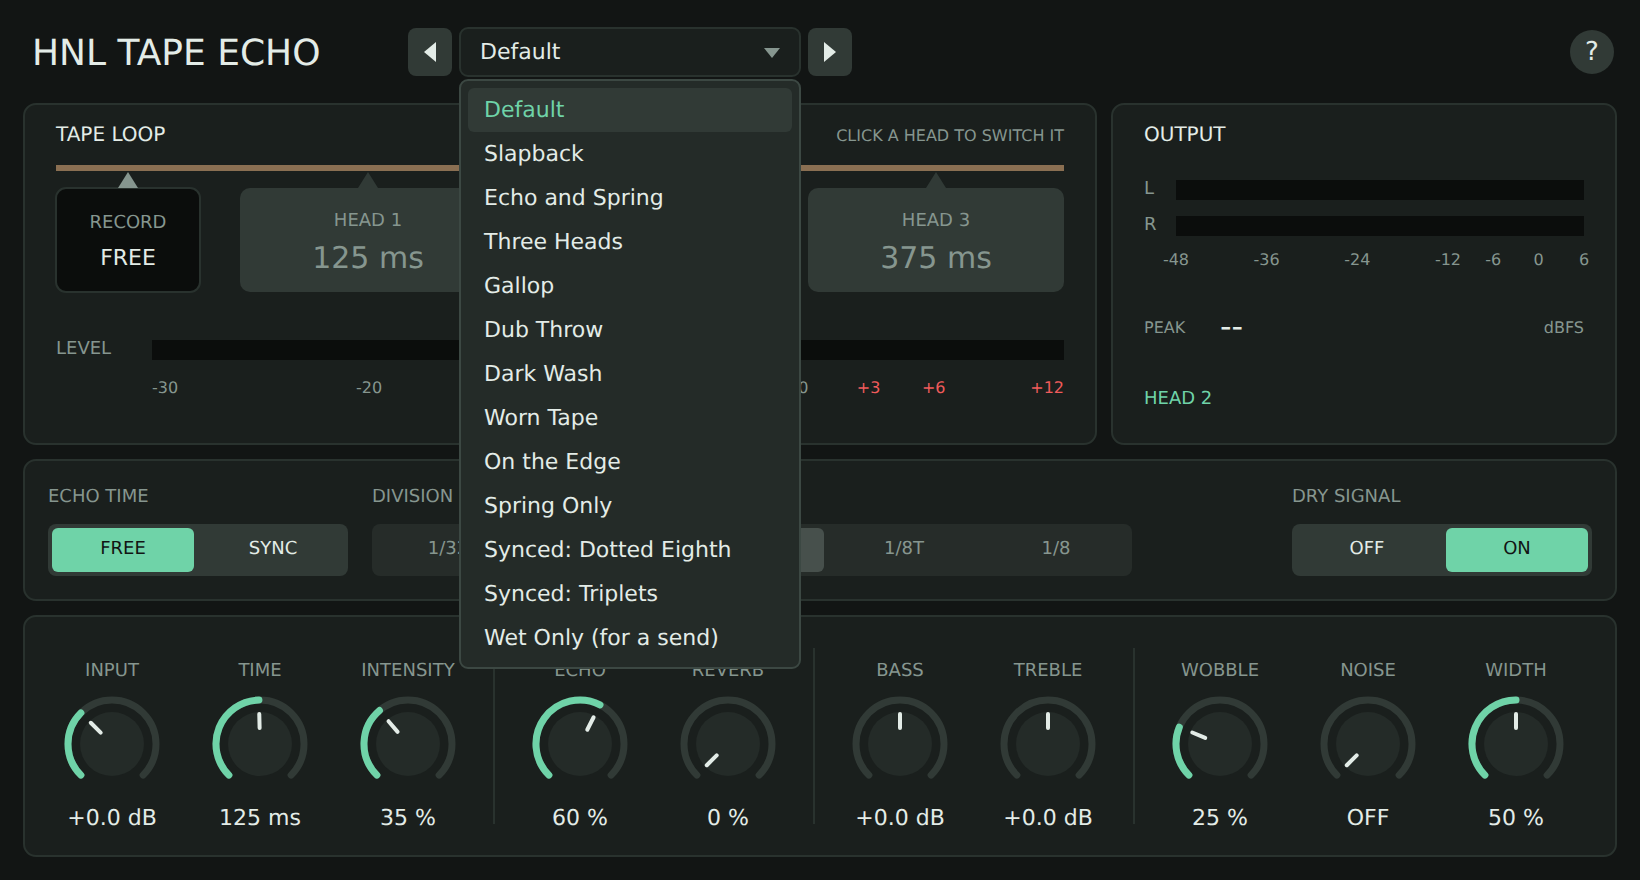 HNL TAPE ECHO
Default
?
Default
Slapback
Echo and Spring
Three Heads
Gallop
Dub Throw
Dark Wash
Worn Tape
On the Edge
Spring Only
Synced: Dotted Eighth
Synced: Triplets
Wet Only (for a send)
TAPE LOOP
CLICK A HEAD TO SWITCH IT
RECORD
FREE
HEAD 1
125 ms
HEAD 3
375 ms
LEVEL
-30 -20 0 +3 +6 +12
OUTPUT
L
R
-48 -36 -24 -12 -6 0 6
PEAK -- dBFS
HEAD 2
ECHO TIME
FREE SYNC
DIVISION
1/8T 1/8
DRY SIGNAL
OFF ON
INPUT TIME INTENSITY ECHO REVERB BASS TREBLE WOBBLE NOISE WIDTH
+0.0 dB 125 ms 35 % 60 % 0 % +0.0 dB +0.0 dB 25 % OFF 50 %